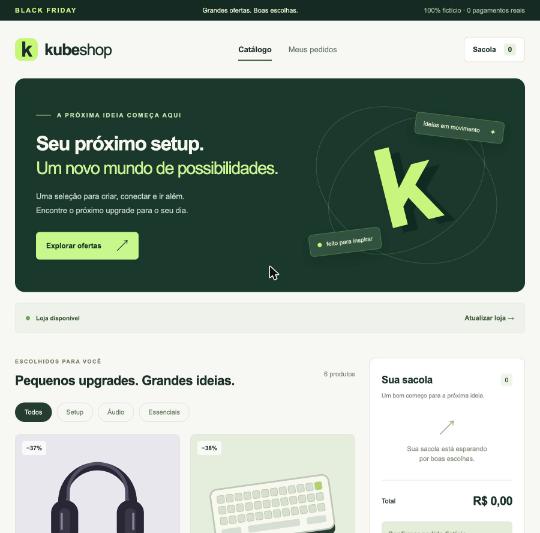 BLACK FRIDAY
Grandes ofertas. Boas escolhas.
100% fictício · 0 pagamentos reais
k kubeshop
Catálogo
Meus pedidos
Sacola 0
A PRÓXIMA IDEIA COMEÇA AQUI
Seu próximo setup.
Um novo mundo de possibilidades.
Uma seleção para criar, conectar e ir além.
Encontre o próximo upgrade para o seu dia.
Explorar ofertas
ideias em movimento
k
feito para inspirar
Loja disponível
Atualizar loja →
ESCOLHIDOS PARA VOCÊ
Pequenos upgrades. Grandes ideias.
6 produtos
Todos
Setup
Áudio
Essenciais
−37%
−38%
Sua sacola 0
Um bom começo para a próxima ideia.
Sua sacola está esperando
por boas escolhas.
Total R$ 0,00